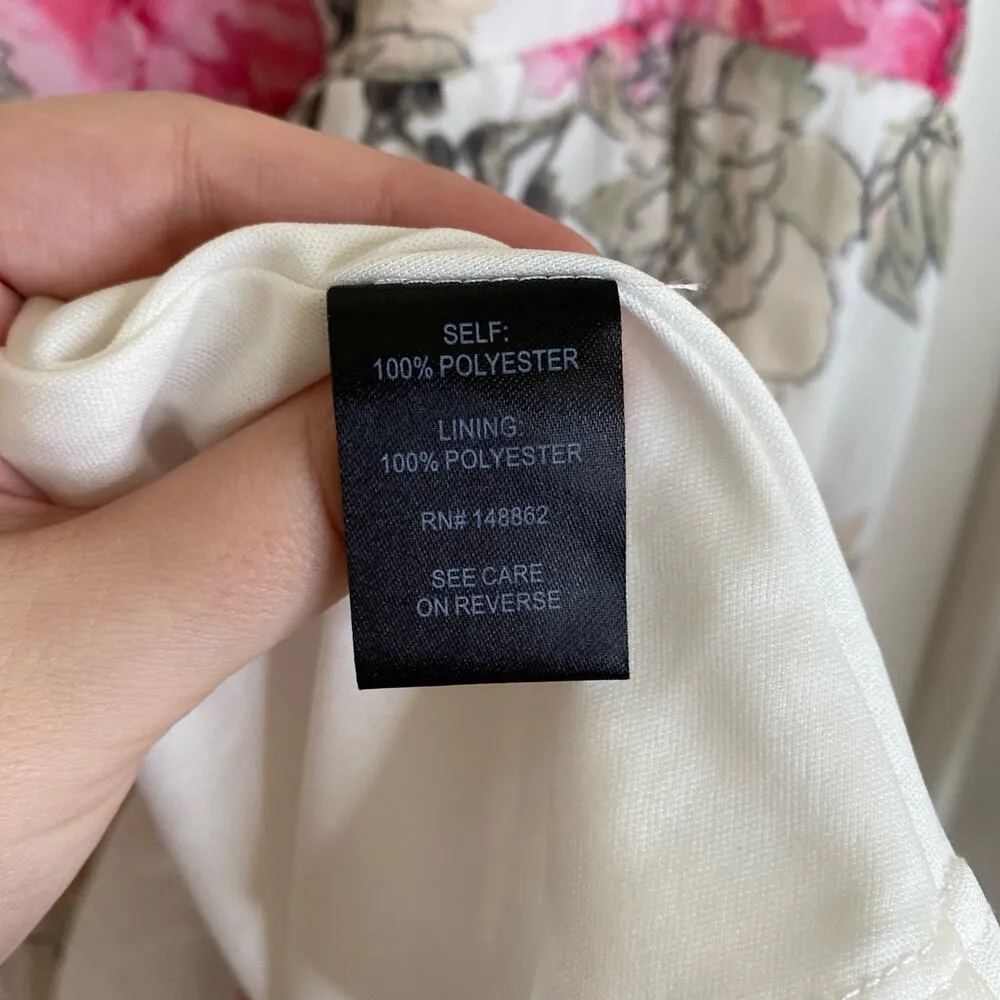 SELF:
100% POLYESTER
LINING:
100% POLYESTER
RN# 148862
SEE CARE
ON REVERSE